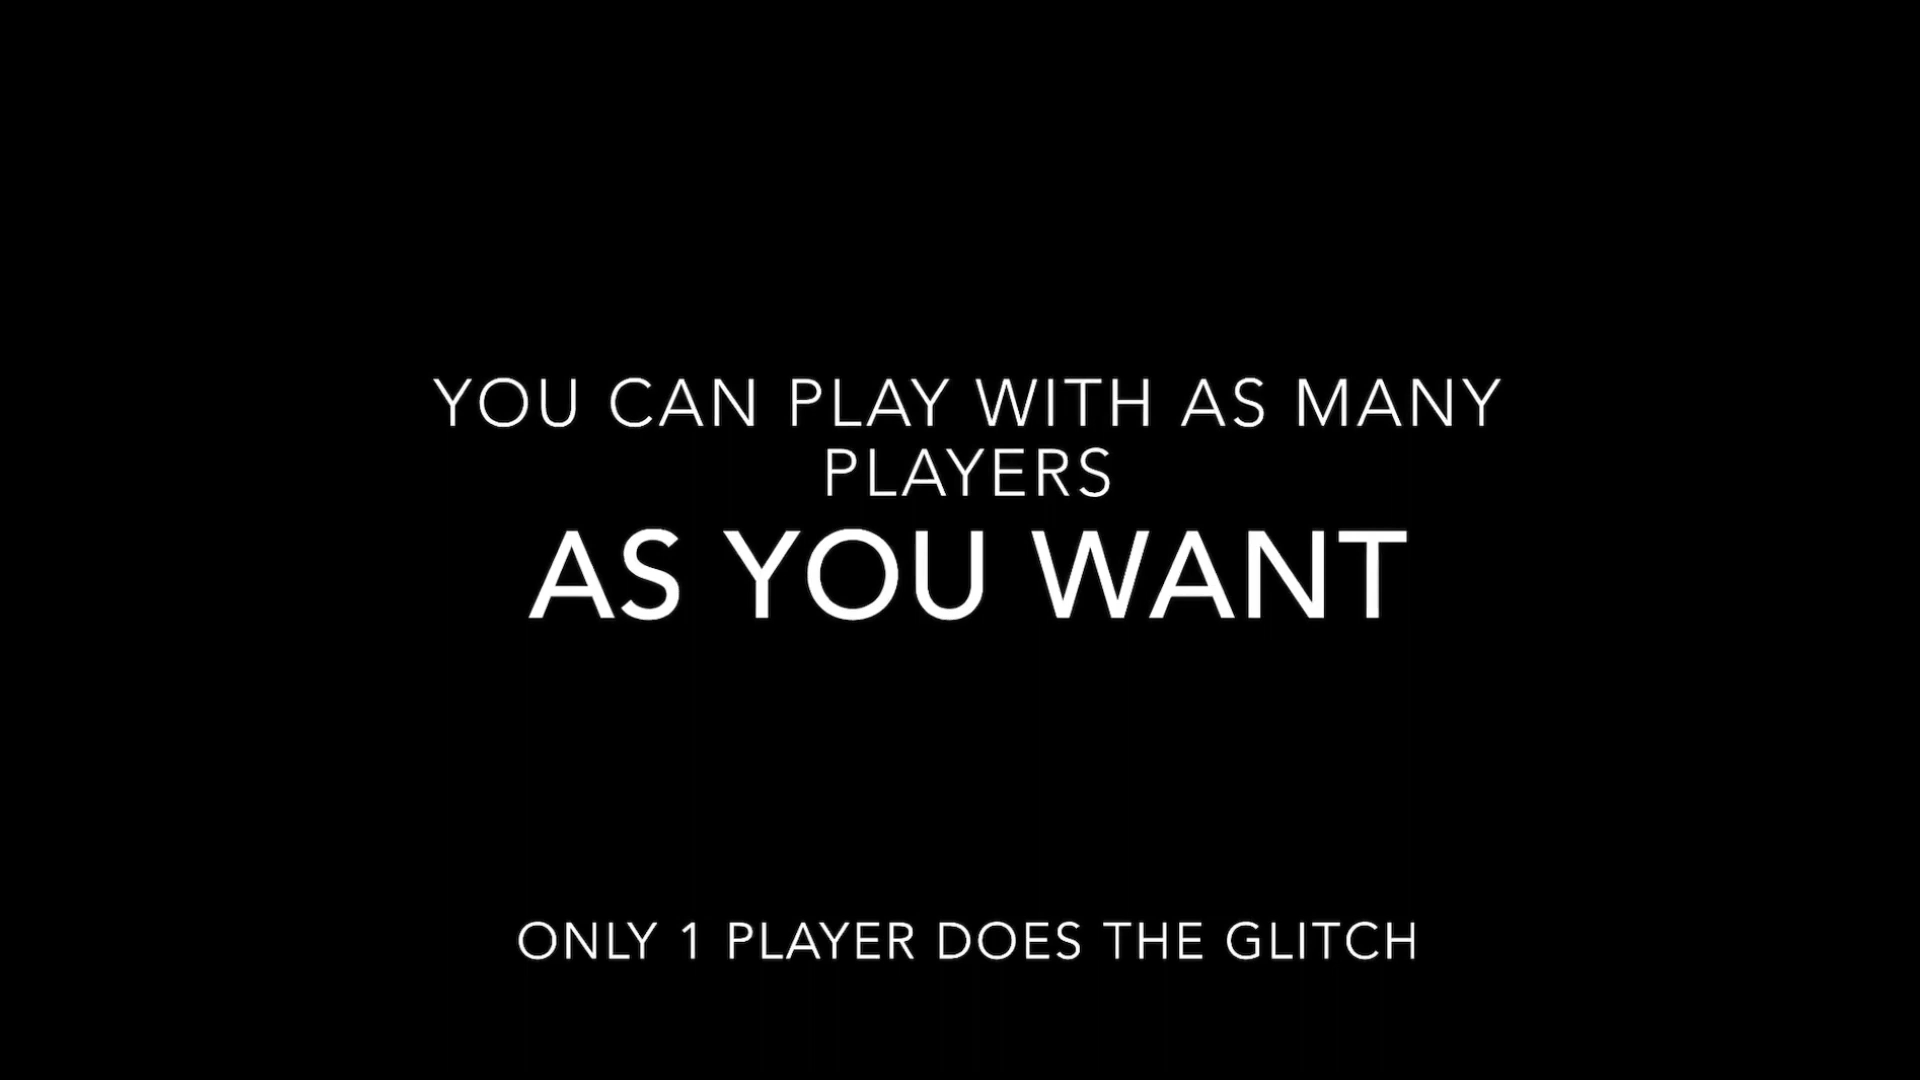 YOU CAN PLAY WITH AS MANY
PLAYERS
AS YOU WANT
ONLY 1 PLAYER DOES THE GLITCH